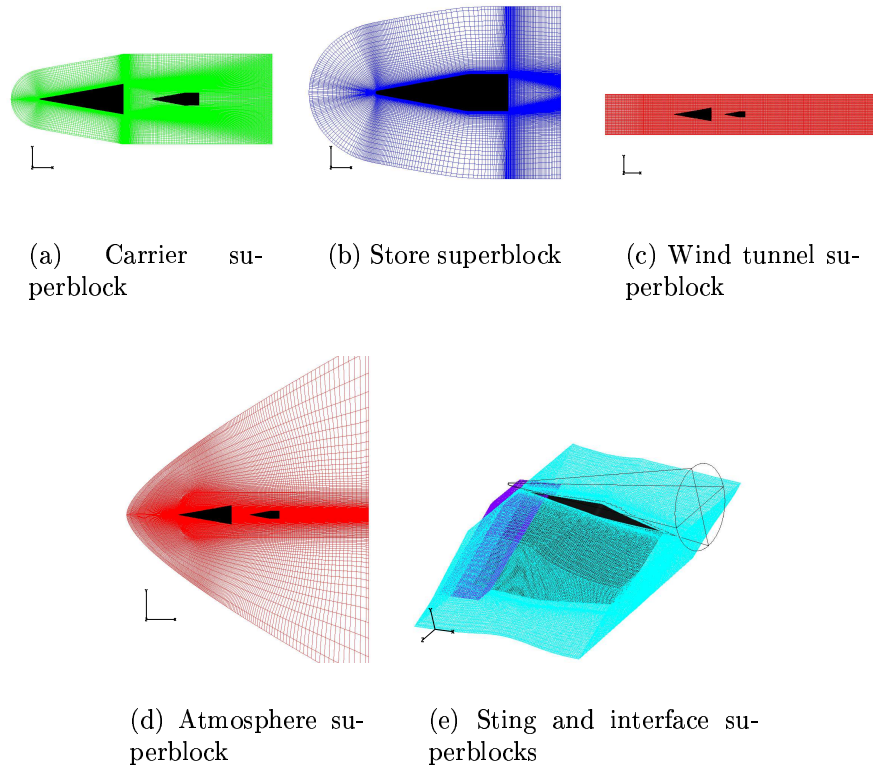 (a) Carrier su-
perblock
(b) Store superblock
(c) Wind tunnel su-
perblock
(d) Atmosphere su-
perblock
(e) Sting and interface su-
perblocks